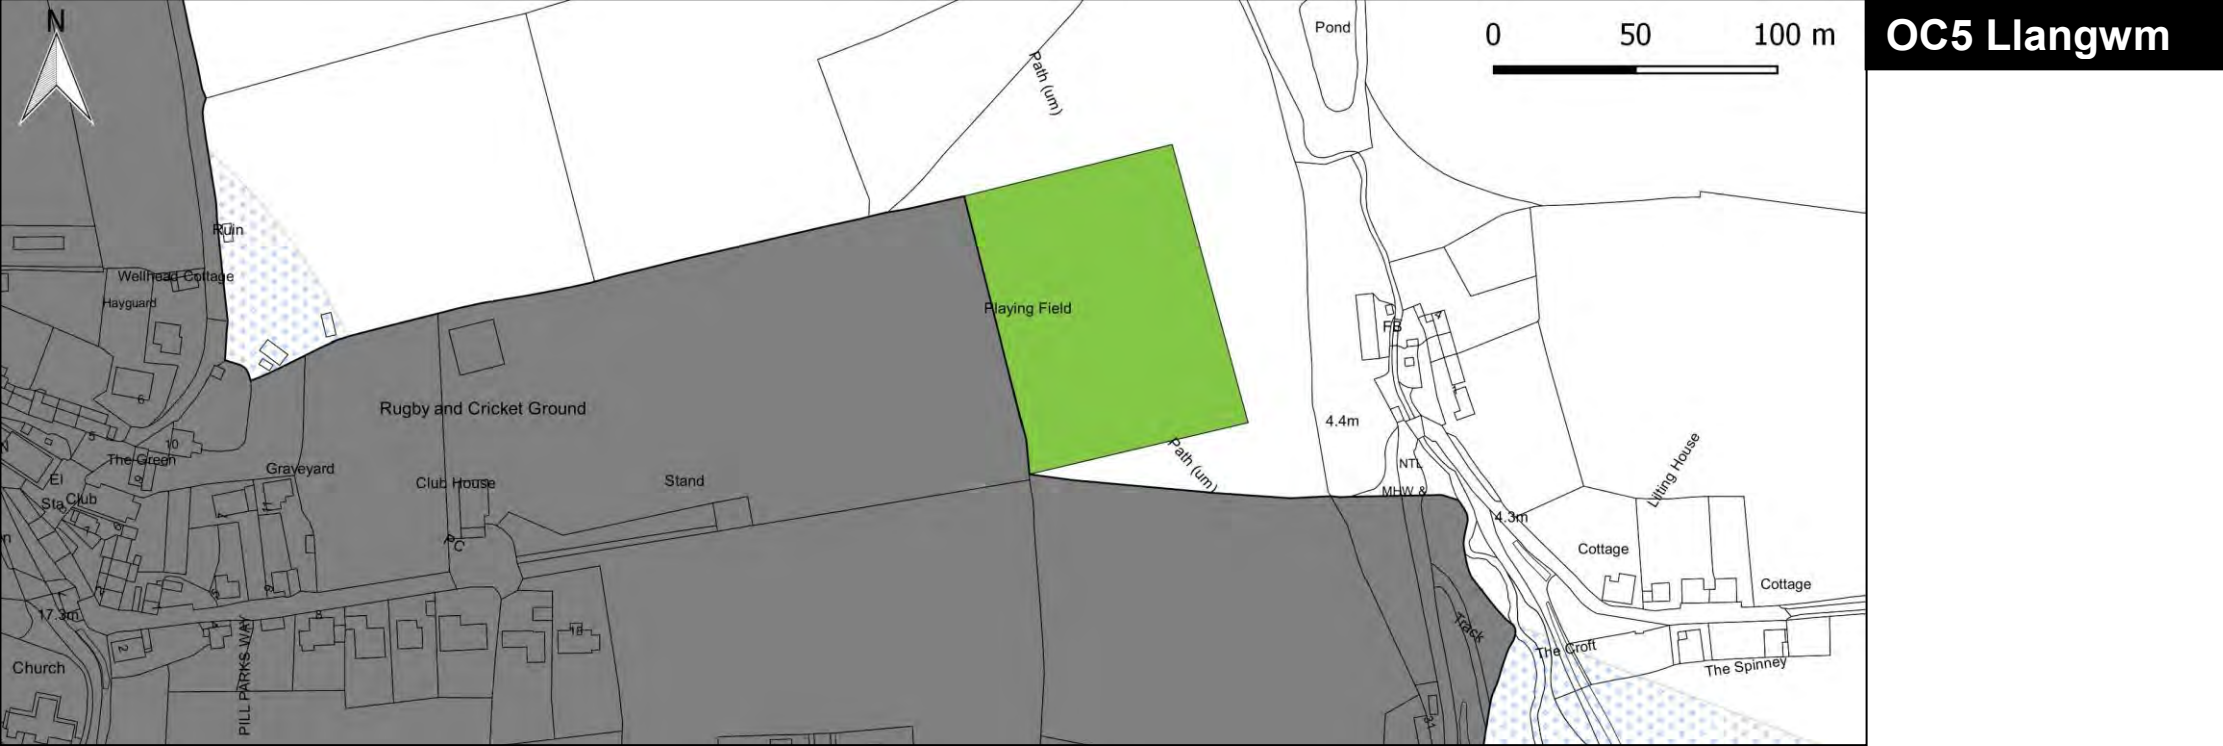 N
Pond
0 50 100 m
OC5 Llangwm
Path (um)
Ruin
Wellhead Cottage
Hayguard
Playing Field
FB
6
Rugby and Cricket Ground
4.4m
5
10
The Green
Graveyard
Path (um)
NTL
Lilting House
El
Club House
Stand
MHW &
Sta
Club
4.3m
11
PC
Cottage
Cottage
17.3m
8
18
Track
PILL PARKS WAY
2
The Croft
Church
The Spinney
31